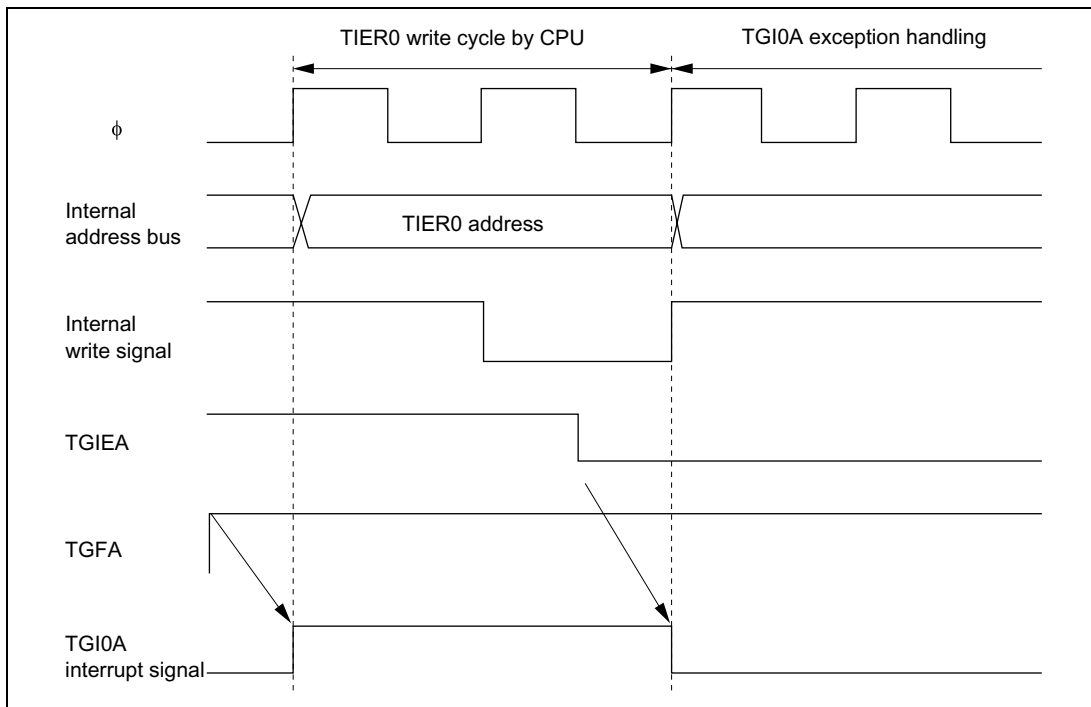 TIER0 write cycle by CPU
TGI0A exception handling
ϕ
Internal
address bus
TIER0 address
Internal
write signal
TGIEA
TGFA
TGI0A
interrupt signal